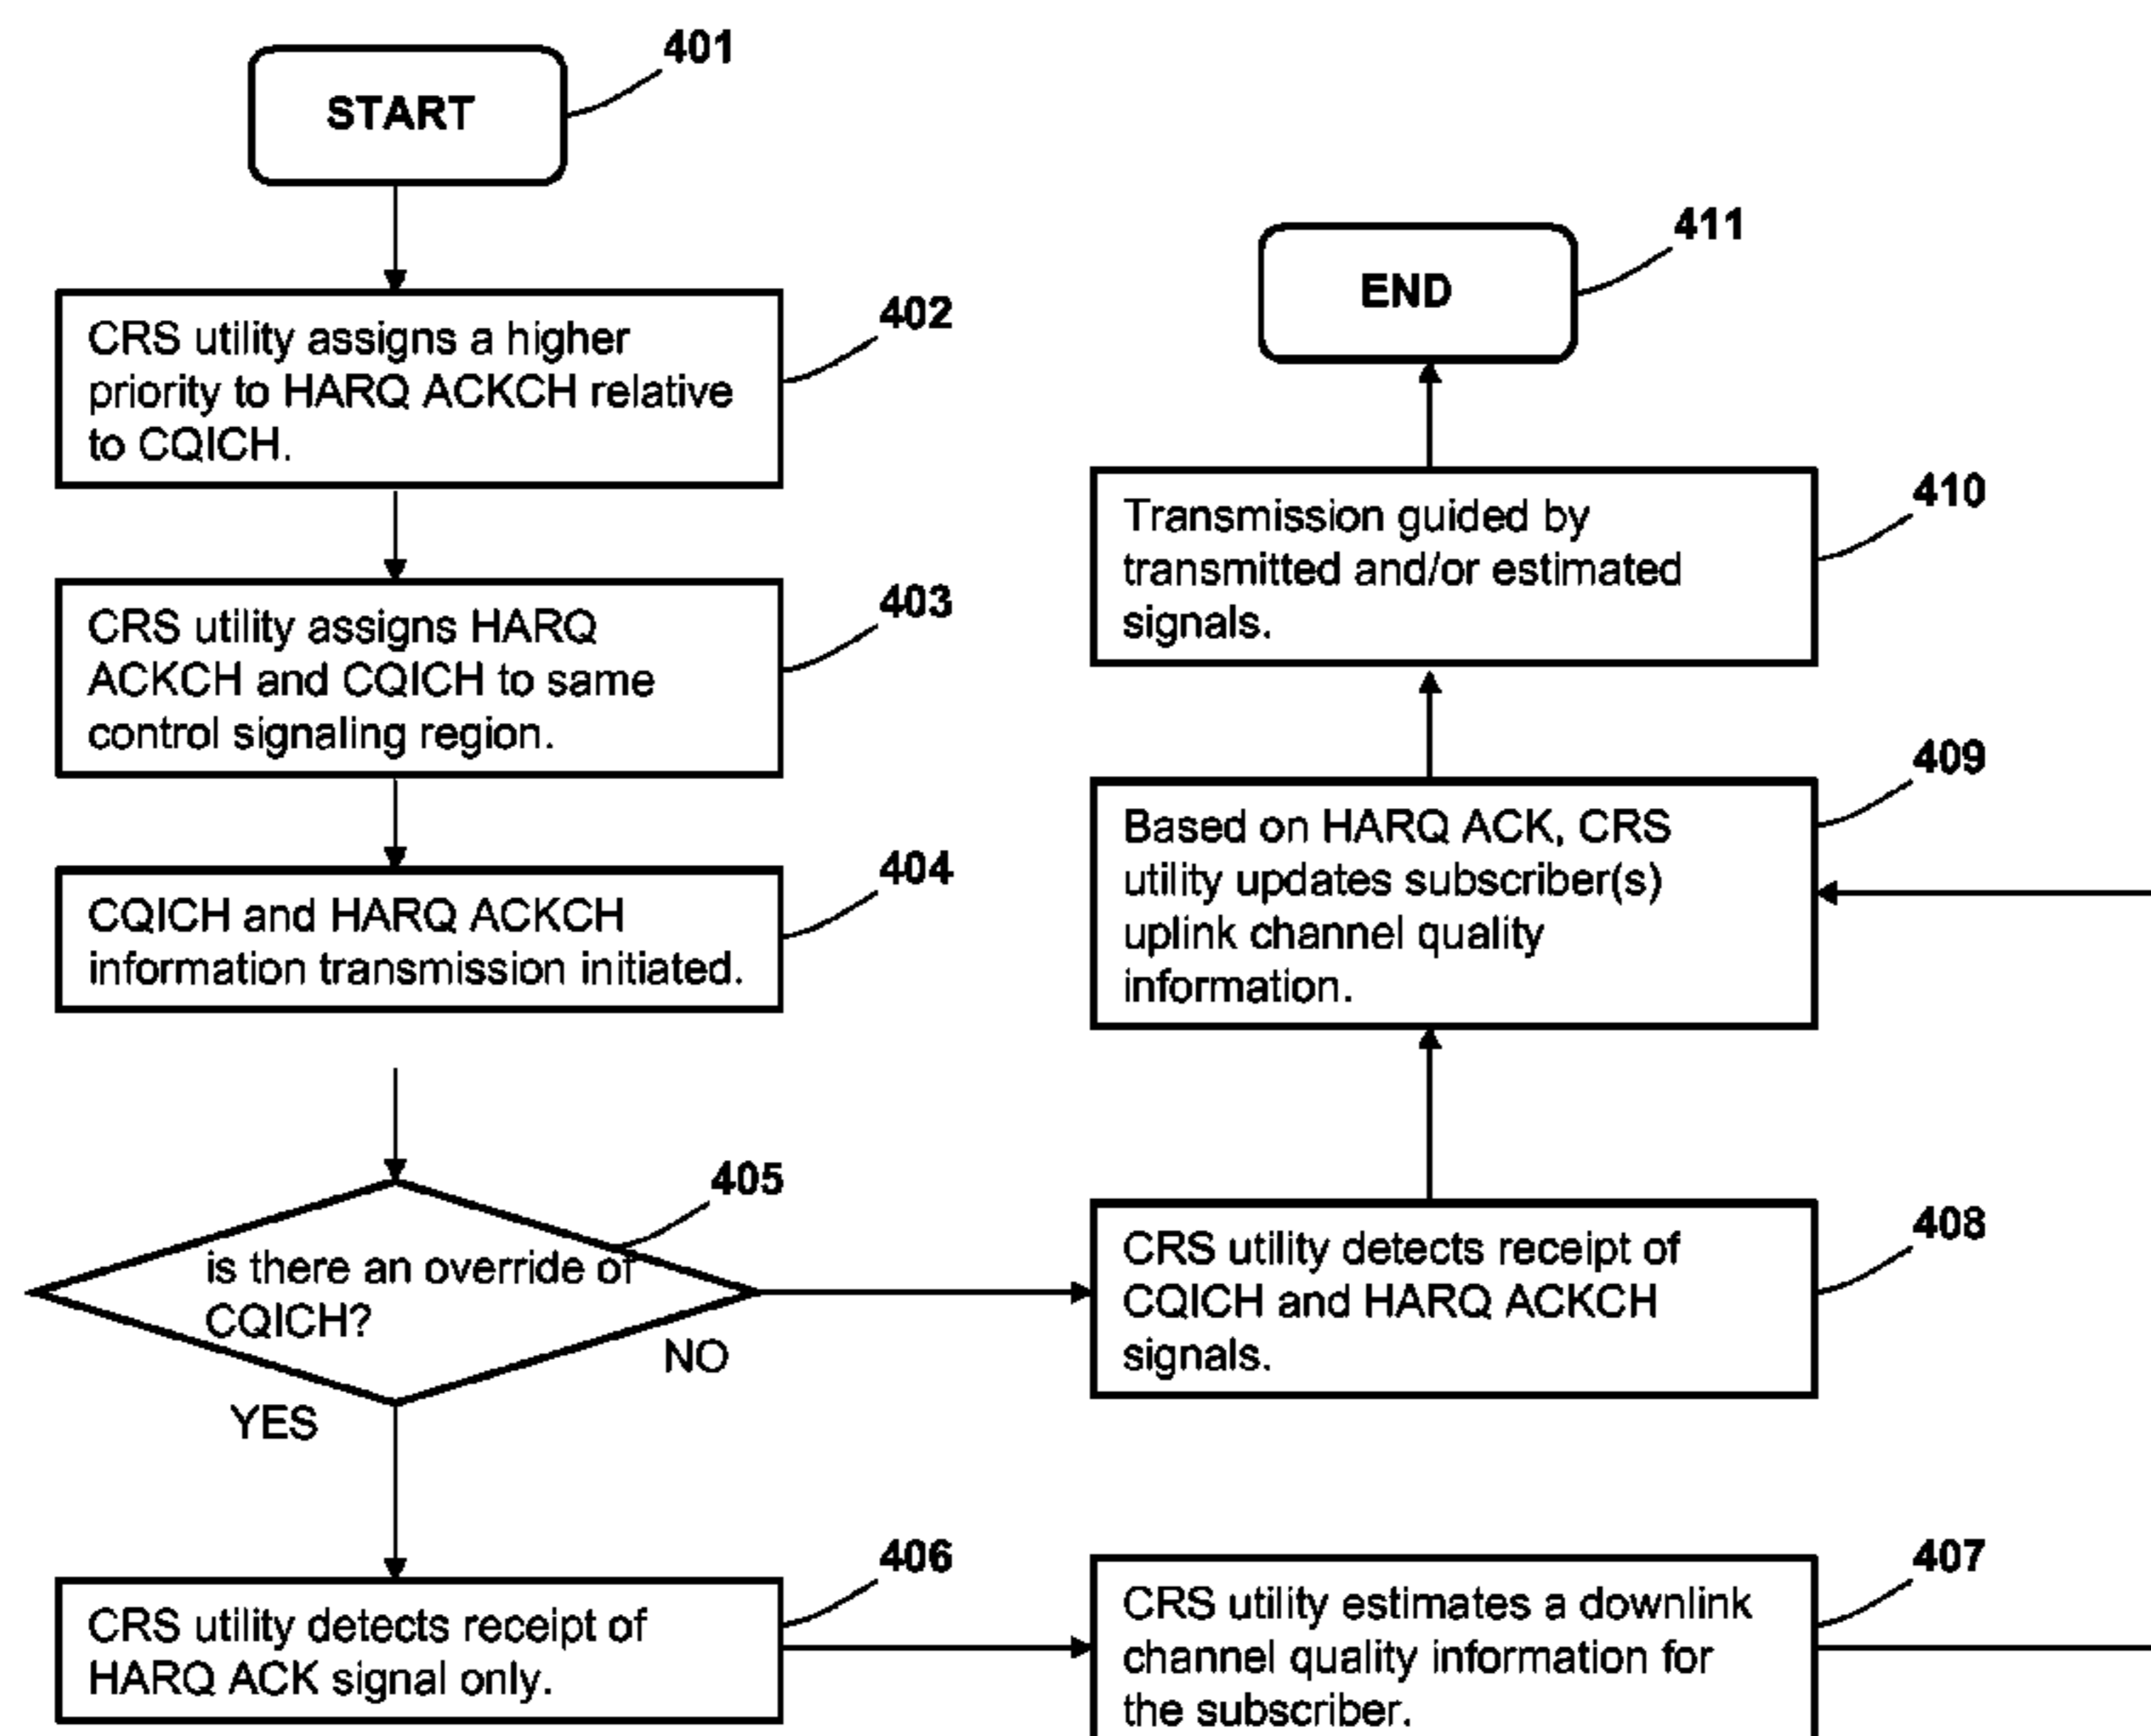 401
START
402
CRS utility assigns a higher
priority to HARQ ACKCH relative
to CQICH.
403
CRS utility assigns HARQ
ACKCH and CQICH to same
control signaling region.
404
CQICH and HARQ ACKCH
information transmission initiated.
405
is there an override of
CQICH?
NO
YES
406
CRS utility detects receipt of
HARQ ACK signal only.
407
CRS utility estimates a downlink
channel quality information for
the subscriber.
408
CRS utility detects receipt of
CQICH and HARQ ACKCH
signals.
409
Based on HARQ ACK, CRS
utility updates subscriber(s)
uplink channel quality
information.
410
Transmission guided by
transmitted and/or estimated
signals.
411
END